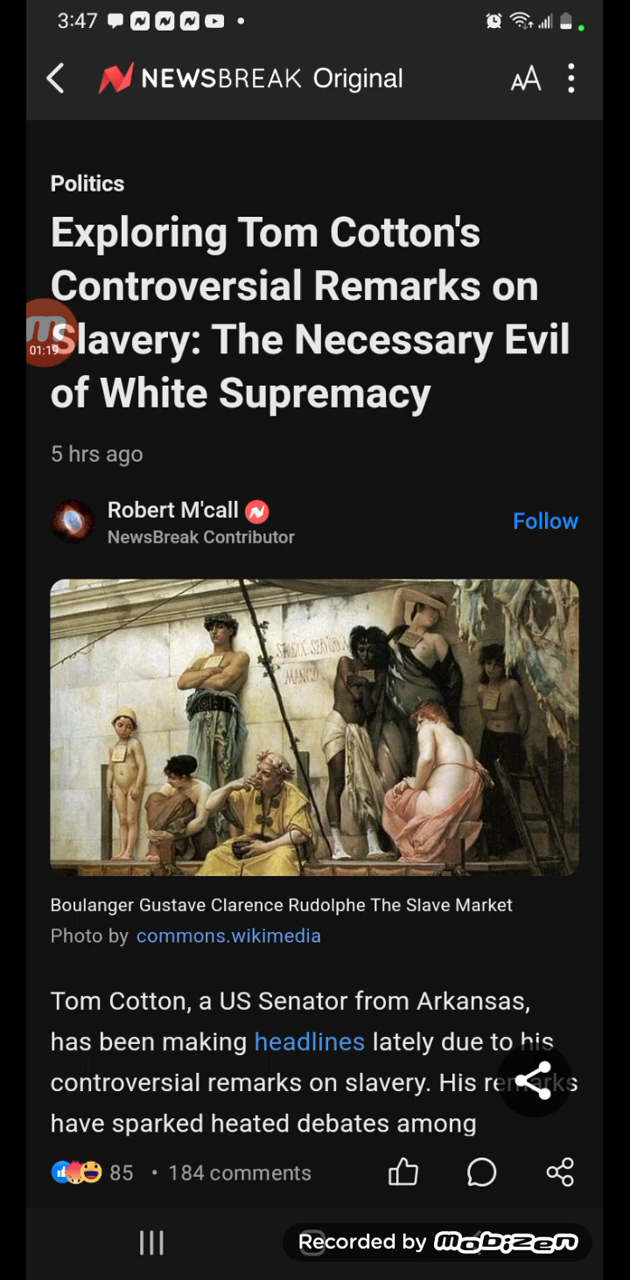 3:47
NEWSBREAK Original
AA
Politics
Exploring Tom Cotton's
Controversial Remarks on
Slavery: The Necessary Evil
of White Supremacy
01:19
5 hrs ago
Robert M'call
NewsBreak Contributor
Follow
Boulanger Gustave Clarence Rudolphe The Slave Market
Photo by commons.wikimedia
Tom Cotton, a US Senator from Arkansas,
has been making headlines lately due to his
controversial remarks on slavery. His remarks
have sparked heated debates among
85 • 184 comments
Recorded by mobizen